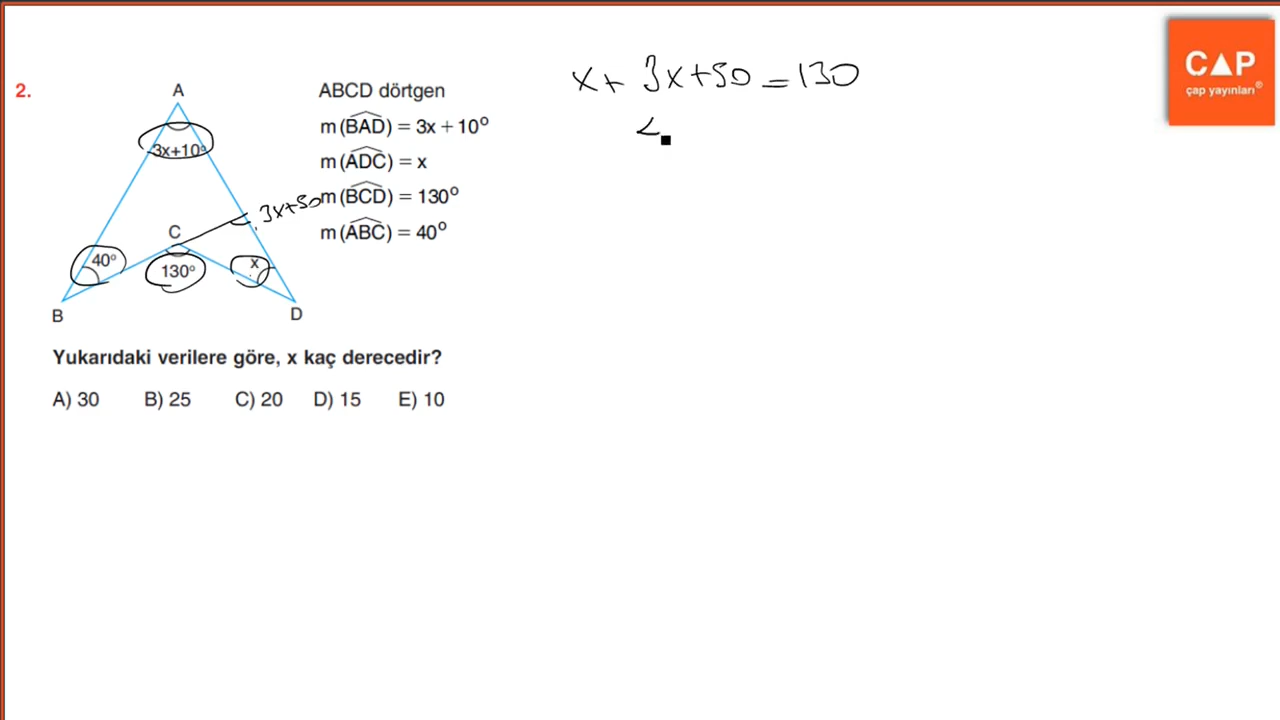 x + 3x+50 = 130
4
ÇAP
çap yayınları®
2.
A
3x+10°
3x+50
C
40°
130°
x
B
D
ABCD dörtgen
m(BAD) = 3x + 10°
m(ADC) = x
m(BCD) = 130°
m(ABC) = 40°
Yukarıdaki verilere göre, x kaç derecedir?
A) 30 B) 25 C) 20 D) 15 E) 10